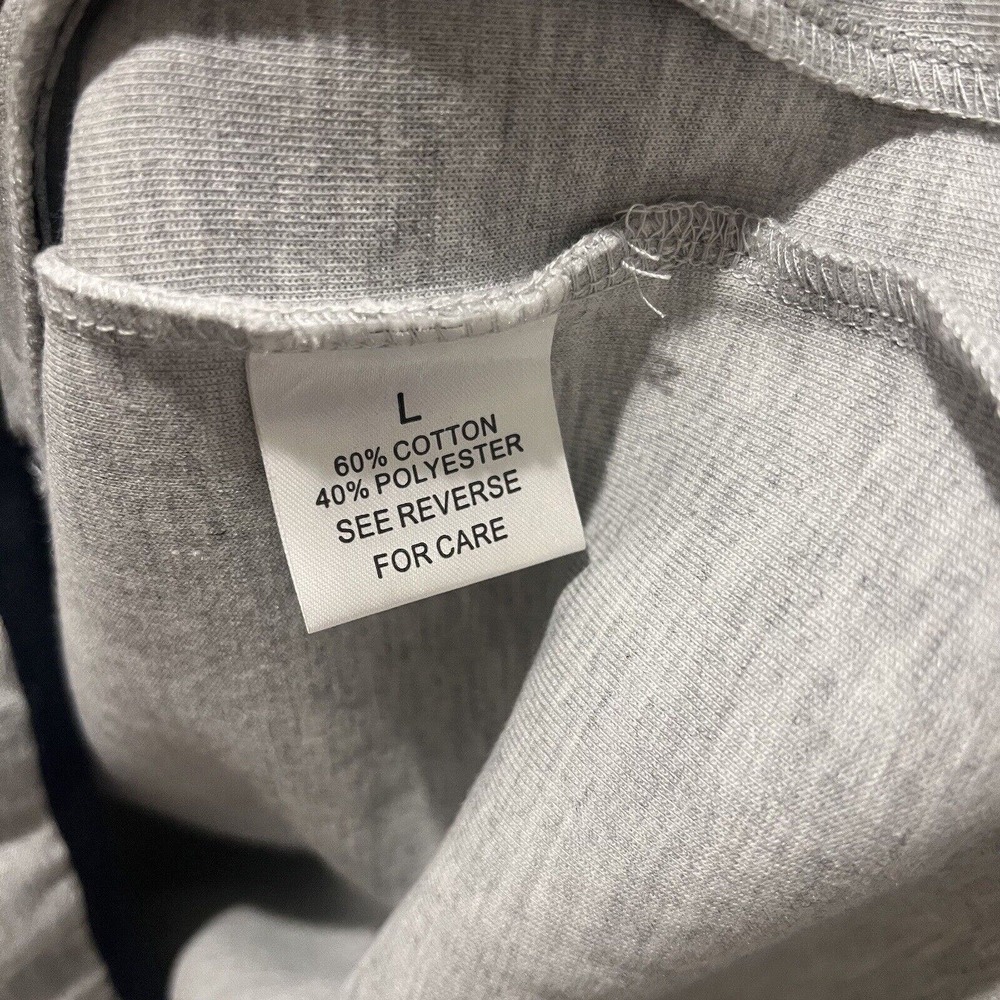 L
60% COTTON
40% POLYESTER
SEE REVERSE
FOR CARE